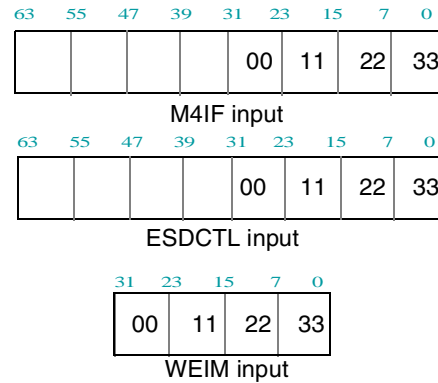 63 55 47 39 31 23 15 7 0
00 11 22 33
M4IF input
63 55 47 39 31 23 15 7 0
00 11 22 33
ESDCTL input
31 23 15 7 0
00 11 22 33
WEIM input